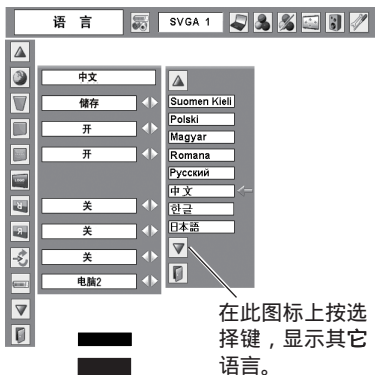 语 言
SVGA 1
中文
储存
开
开
关
关
关
电脑2
Suomen Kieli
Polski
Magyar
Romana
Русский
中文
한글
日本語
在此图标上按选
择键，显示其它
语言。